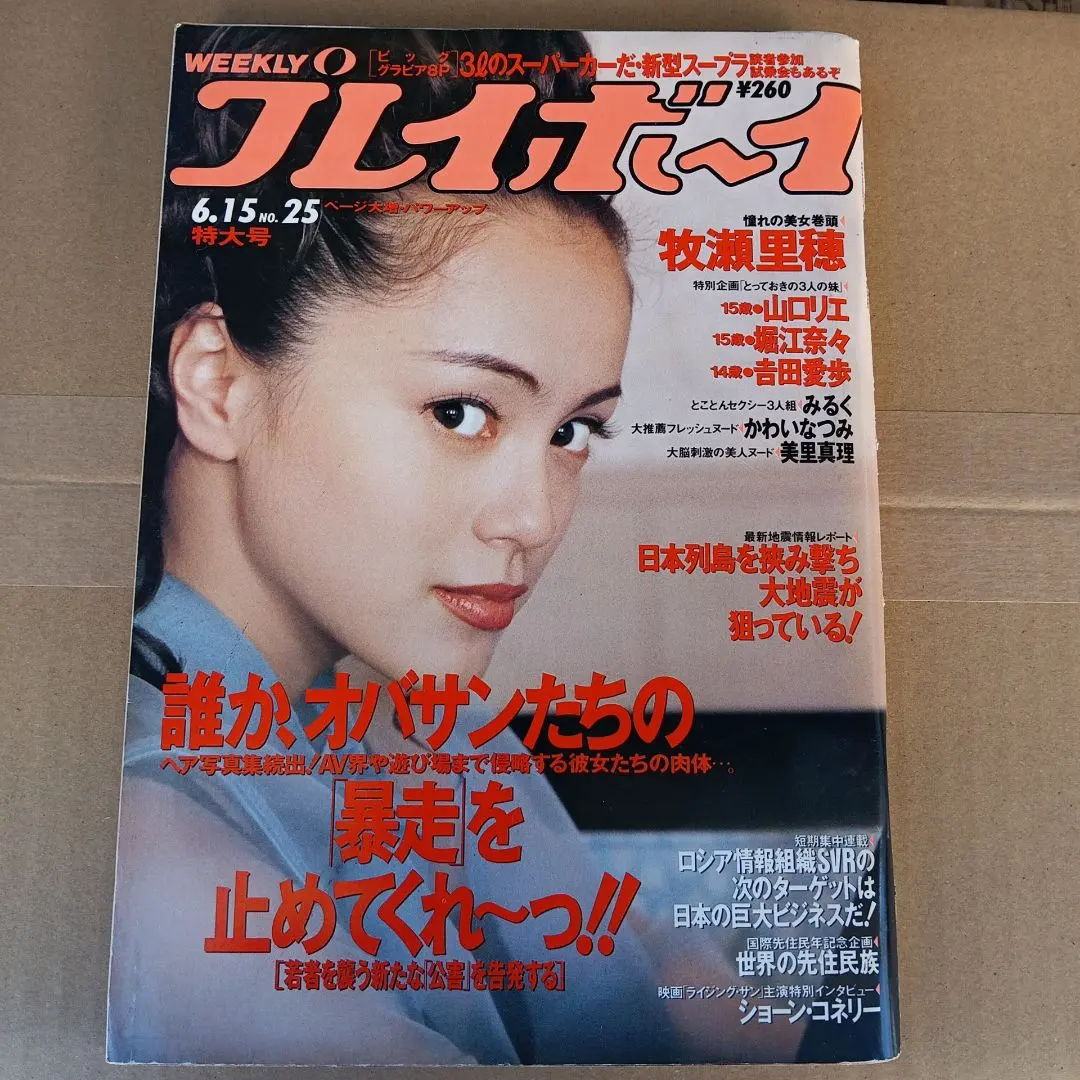 WEEKLY
[ビッグ
グラビア8P]3ℓのスーパーカーだ・新型スープラ読者参加
試乗会もあるぞ
プレイボーイ
¥260
6.15 NO. 25
ページ大増・パワーアップ
特大号
憧れの美女巻頭
牧瀬里穂
特別企画「とっておきの3人の妹」
15歳●山口リエ
15歳●堀江奈々
14歳●吉田愛歩
とことんセクシー3人組 みるく
大推薦フレッシュヌード かわいなつみ
大脳刺激の美人ヌード 美里真理
最新地震情報レポート
日本列島を挟み撃ち
大地震が
狙っている!
誰か、オバサンたちの
ヘア写真集続出!AV界や遊び場まで侵略する彼女たちの肉体…。
「暴走」を
止めてくれ〜っ!!
[若者を襲う新たな「公害」を告発する]
短期集中連載
ロシア情報組織SVRの
次のターゲットは
日本の巨大ビジネスだ!
国際先住民年記念企画
世界の先住民族
映画「ライジング・サン」主演特別インタビュー
ショーン・コネリー